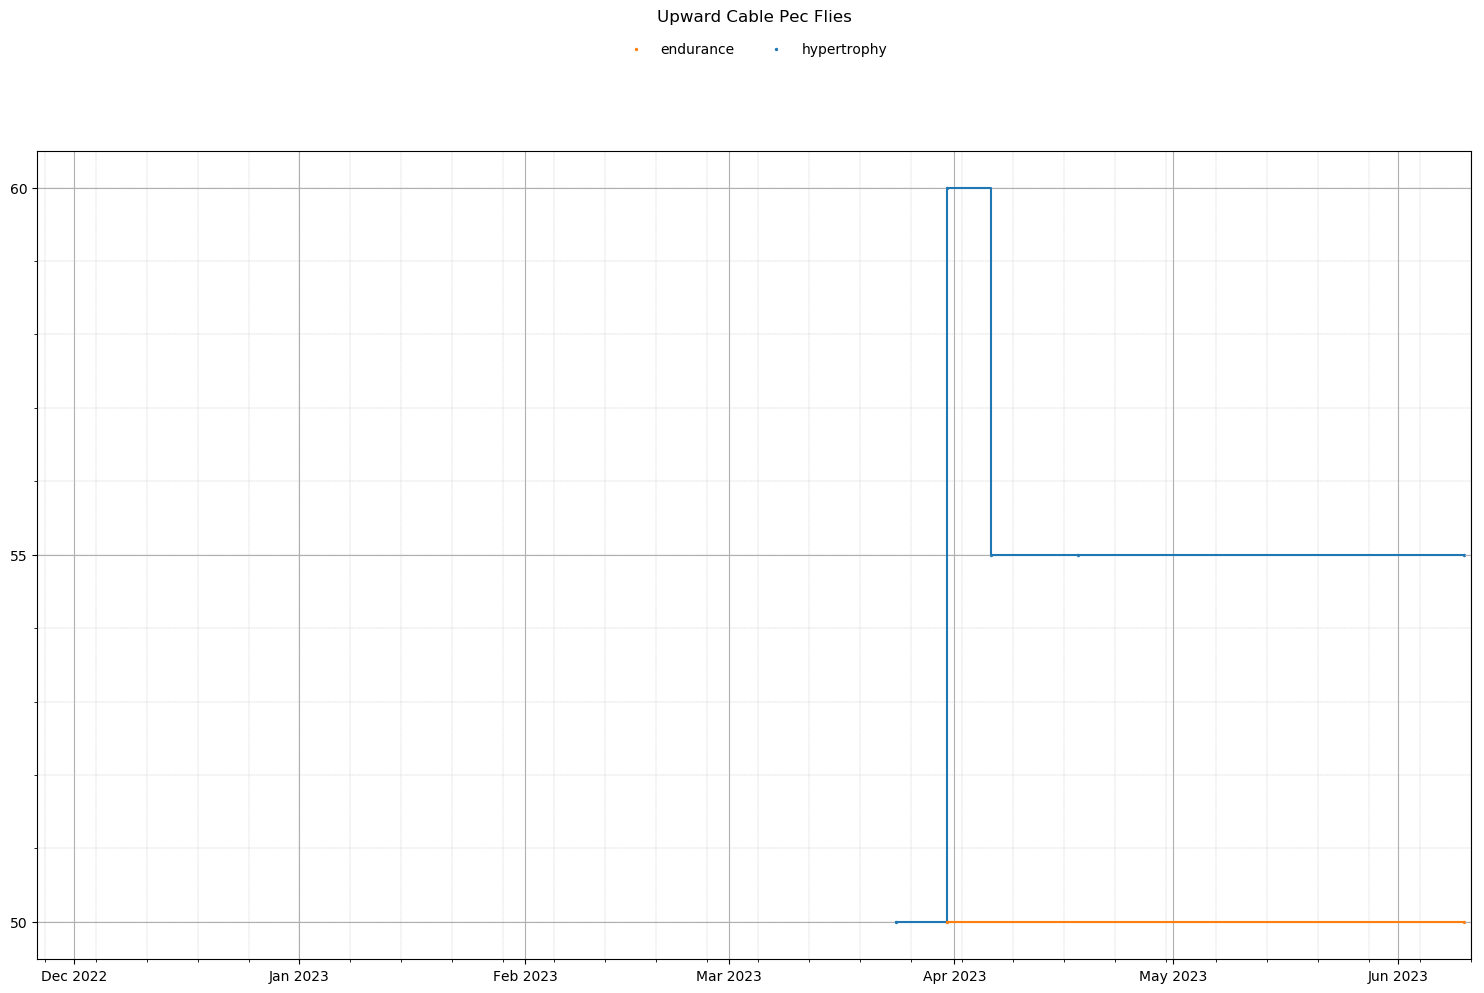 Upward Cable Pec Flies
endurance hypertrophy
60
55
50
Dec 2022 Jan 2023 Feb 2023 Mar 2023 Apr 2023 May 2023 Jun 2023